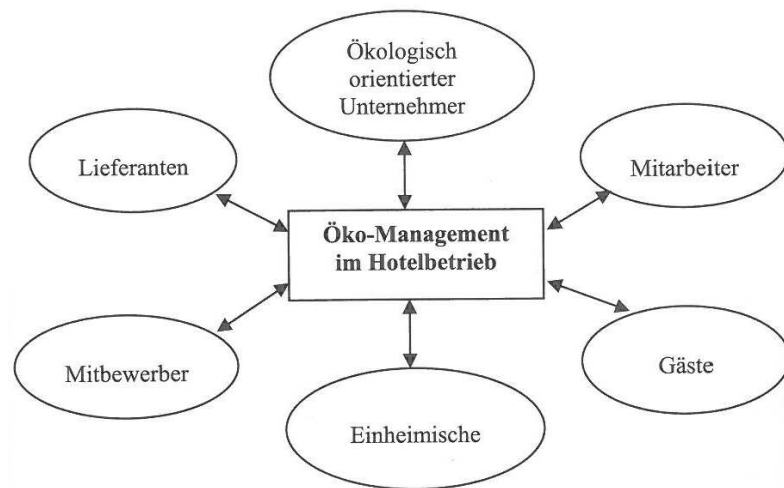 Ökologisch
orientierter
Unternehmer
Lieferanten
Mitarbeiter
Öko-Management
im Hotelbetrieb
Mitbewerber
Gäste
Einheimische